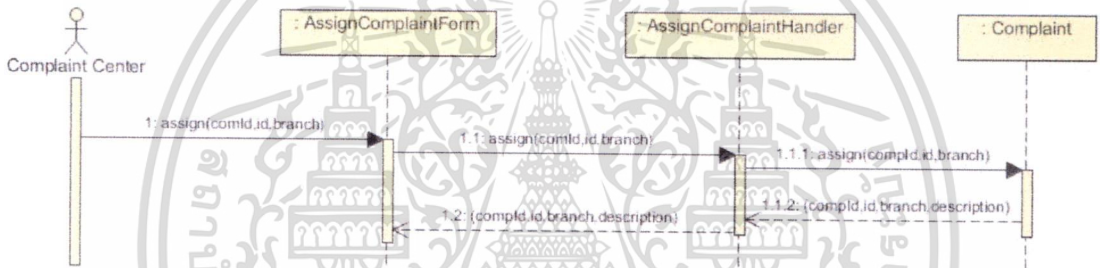 : AssignComplaintForm
: AssignComplaintHandler
: Complaint
Complaint Center
1: assign(comId,id,branch)
1.1: assign(comId,id,branch)
1.1.1: assign(compId,id,branch)
1.1.2: (compId,id,branch,description)
1.2: (compId,id,branch,description)